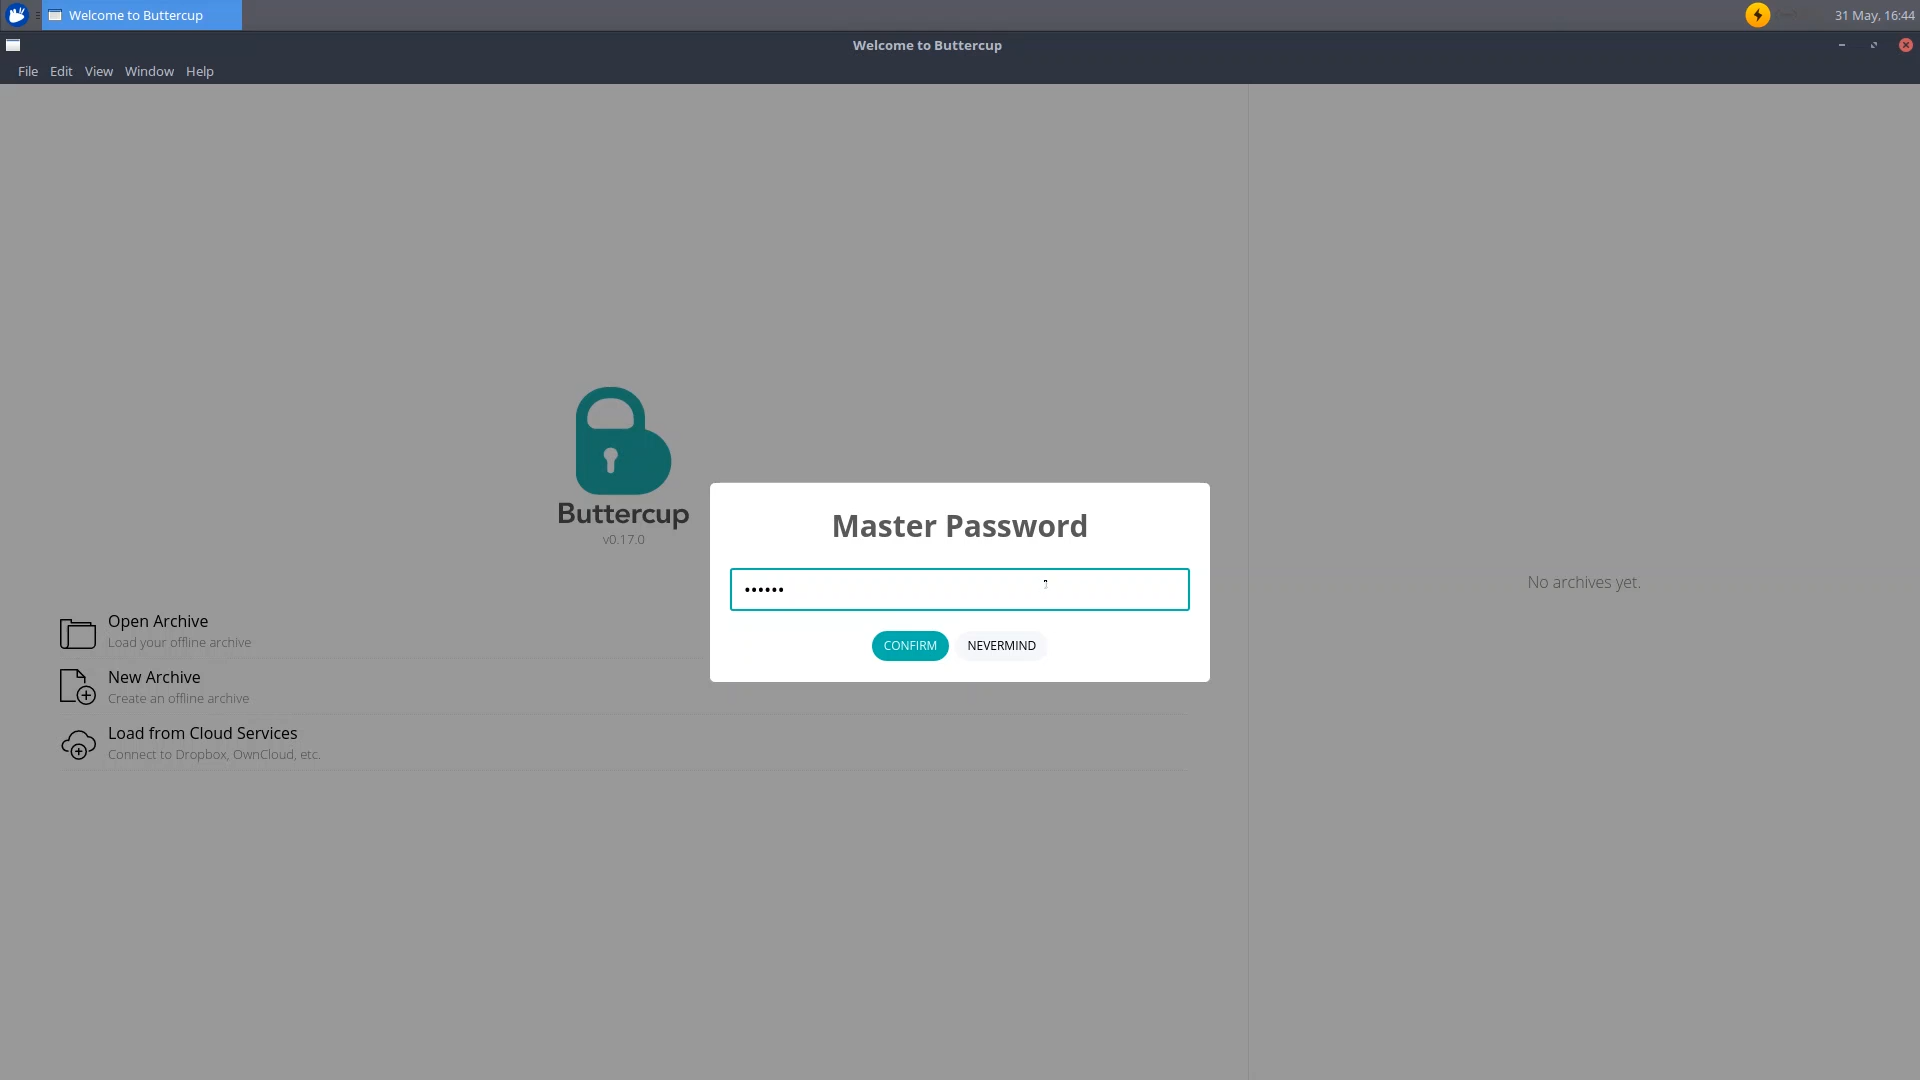 Welcome to Buttercup
31 May, 16:44
Welcome to Buttercup
File Edit View Window Help
Buttercup
v0.17.0
Master Password
••••••
CONFIRM NEVERMIND
No archives yet.
Open Archive
Load your offline archive
New Archive
Create an offline archive
Load from Cloud Services
Connect to Dropbox, OwnCloud, etc.